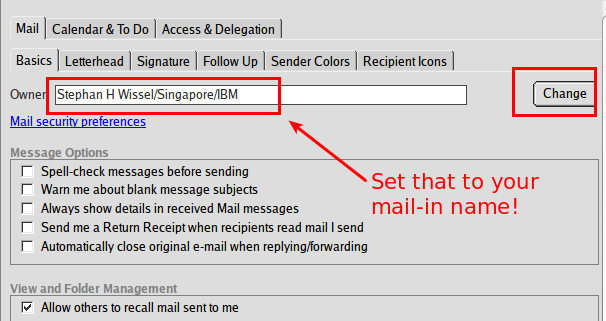 Mail Calendar & To Do Access & Delegation
Basics Letterhead Signature Follow Up Sender Colors Recipient Icons
Owner Stephan H Wissel/Singapore/IBM Change
Mail security preferences
Message Options
Spell-check messages before sending
Warn me about blank message subjects
Always show details in received Mail messages
Send me a Return Receipt when recipients read mail I send
Automatically close original e-mail when replying/forwarding
Set that to your
mail-in name!
View and Folder Management
Allow others to recall mail sent to me